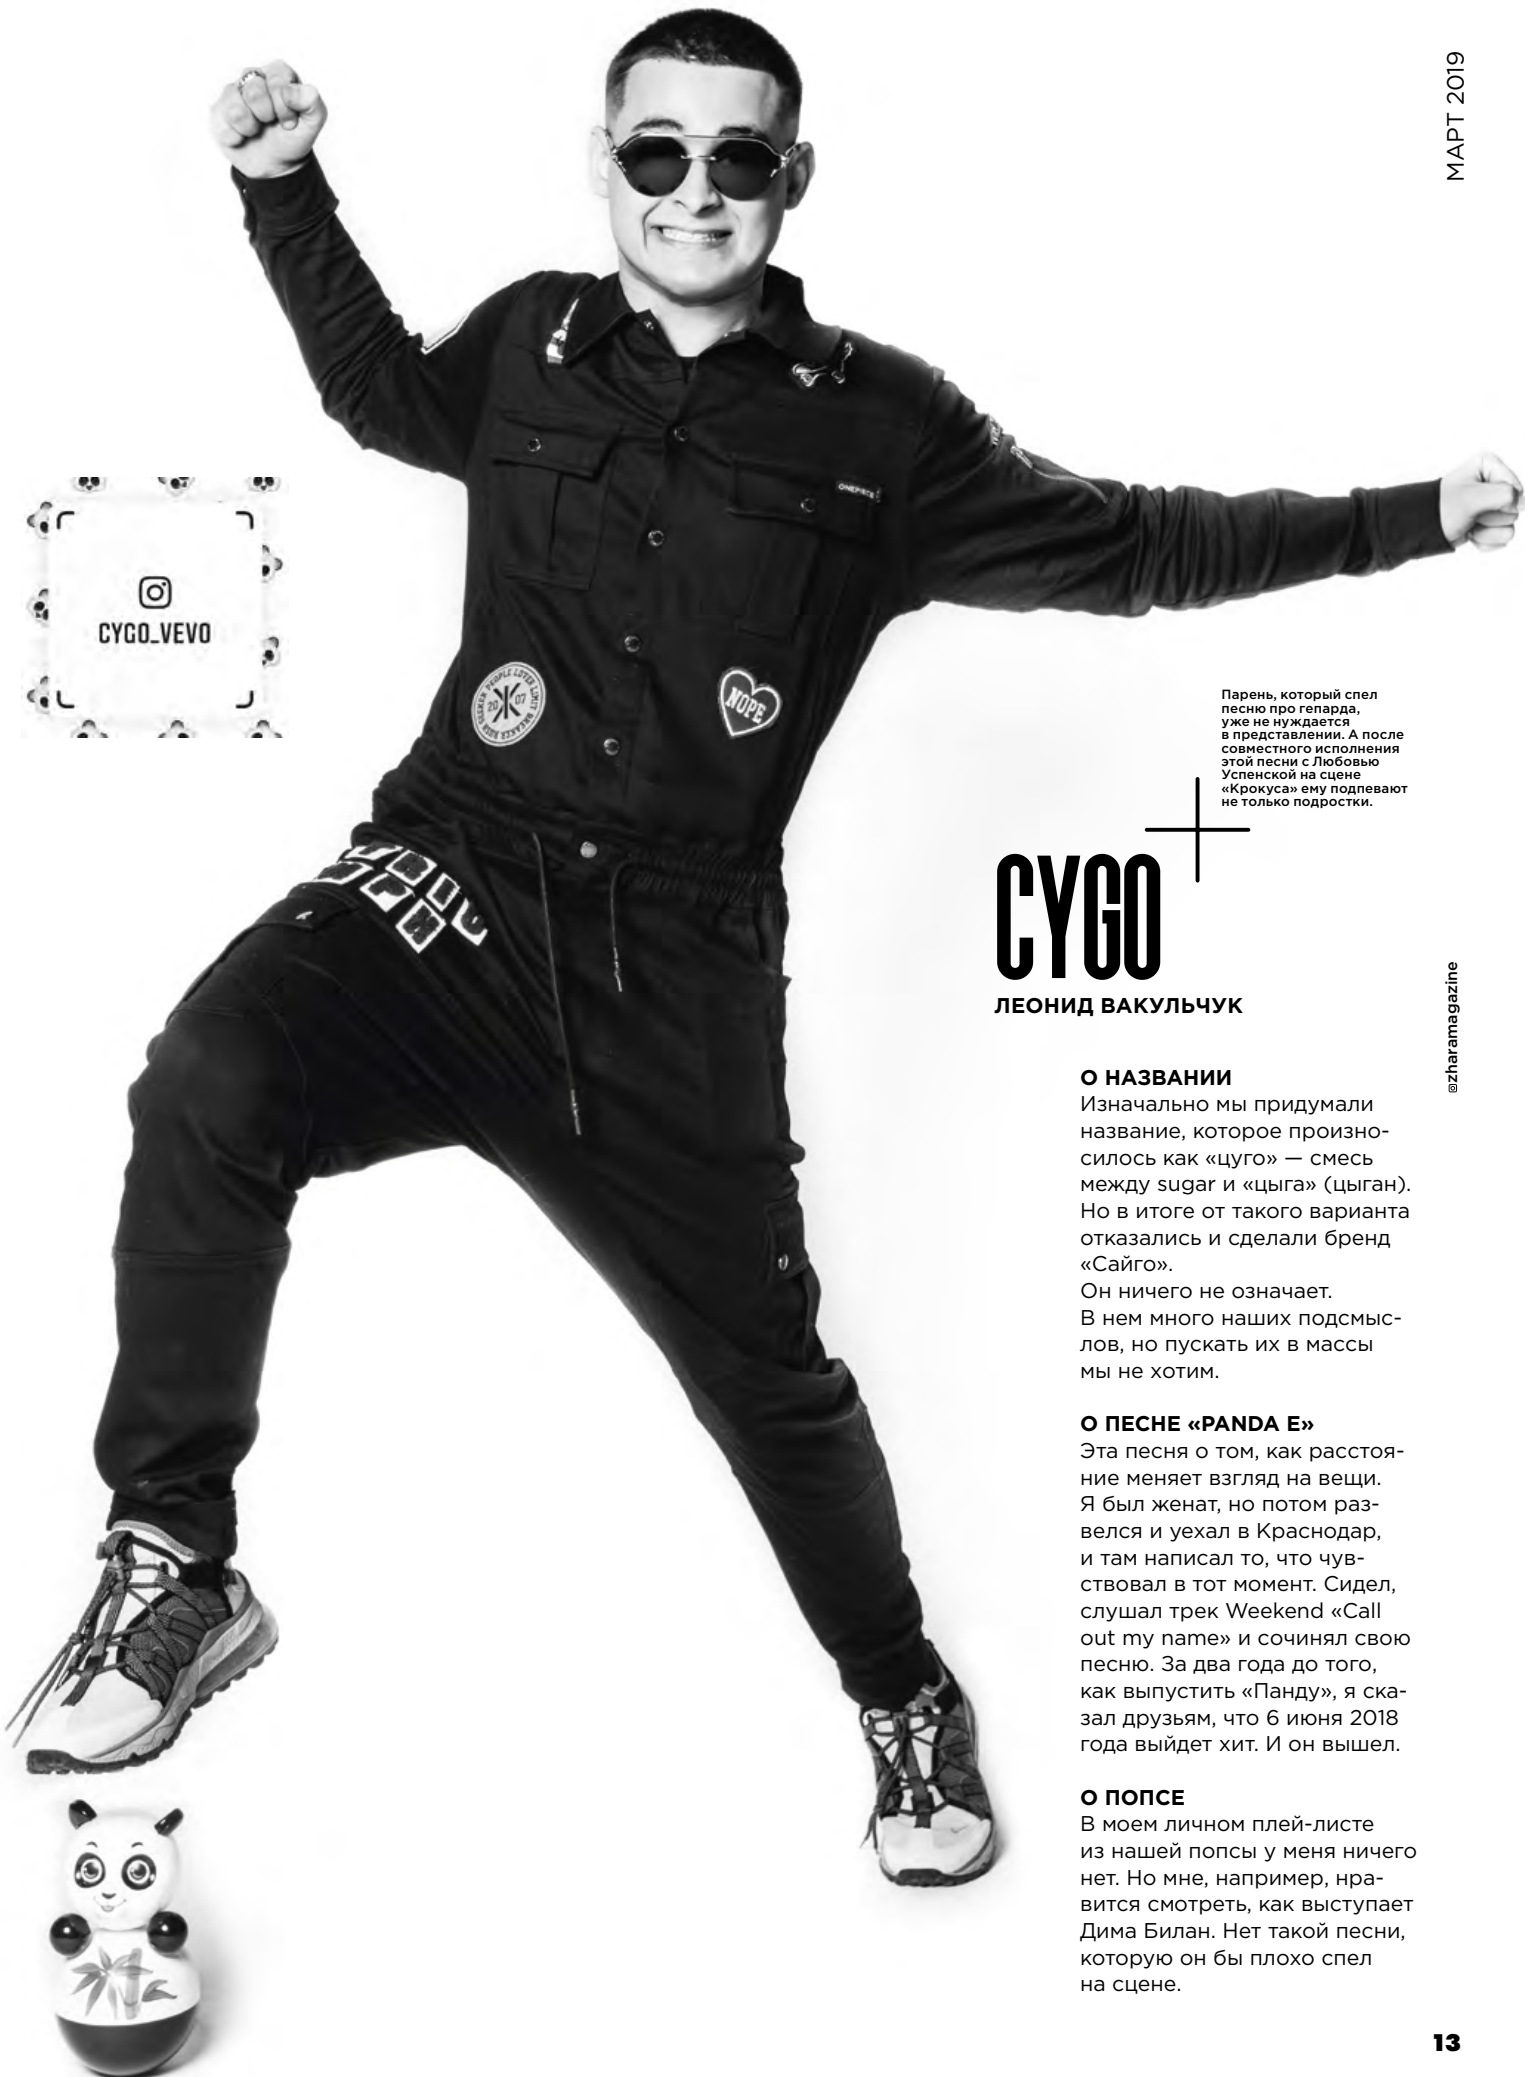 МАРТ 2019
CYGO_VEVO
ONEPIECE
20 07
NOPE
Парень, который спел
песню про гепарда,
уже не нуждается
в представлении. А после
совместного исполнения
этой песни с Любовью
Успенской на сцене
«Крокуса» ему подпевают
не только подростки.
CYGO
ЛЕОНИД ВАКУЛЬЧУК
@zharamagazine
О НАЗВАНИИ
Изначально мы придумали
название, которое произно-
силось как «цуго» — смесь
между sugar и «цыга» (цыган).
Но в итоге от такого варианта
отказались и сделали бренд
«Сайго».
Он ничего не означает.
В нем много наших подсмыс-
лов, но пускать их в массы
мы не хотим.
О ПЕСНЕ «PANDA E»
Эта песня о том, как расстоя-
ние меняет взгляд на вещи.
Я был женат, но потом раз-
велся и уехал в Краснодар,
и там написал то, что чув-
ствовал в тот момент. Сидел,
слушал трек Weekend «Call
out my name» и сочинял свою
песню. За два года до того,
как выпустить «Панду», я ска-
зал друзьям, что 6 июня 2018
года выйдет хит. И он вышел.
О ПОПСЕ
В моем личном плей-листе
из нашей попсы у меня ничего
нет. Но мне, например, нра-
вится смотреть, как выступает
Дима Билан. Нет такой песни,
которую он бы плохо спел
на сцене.
13